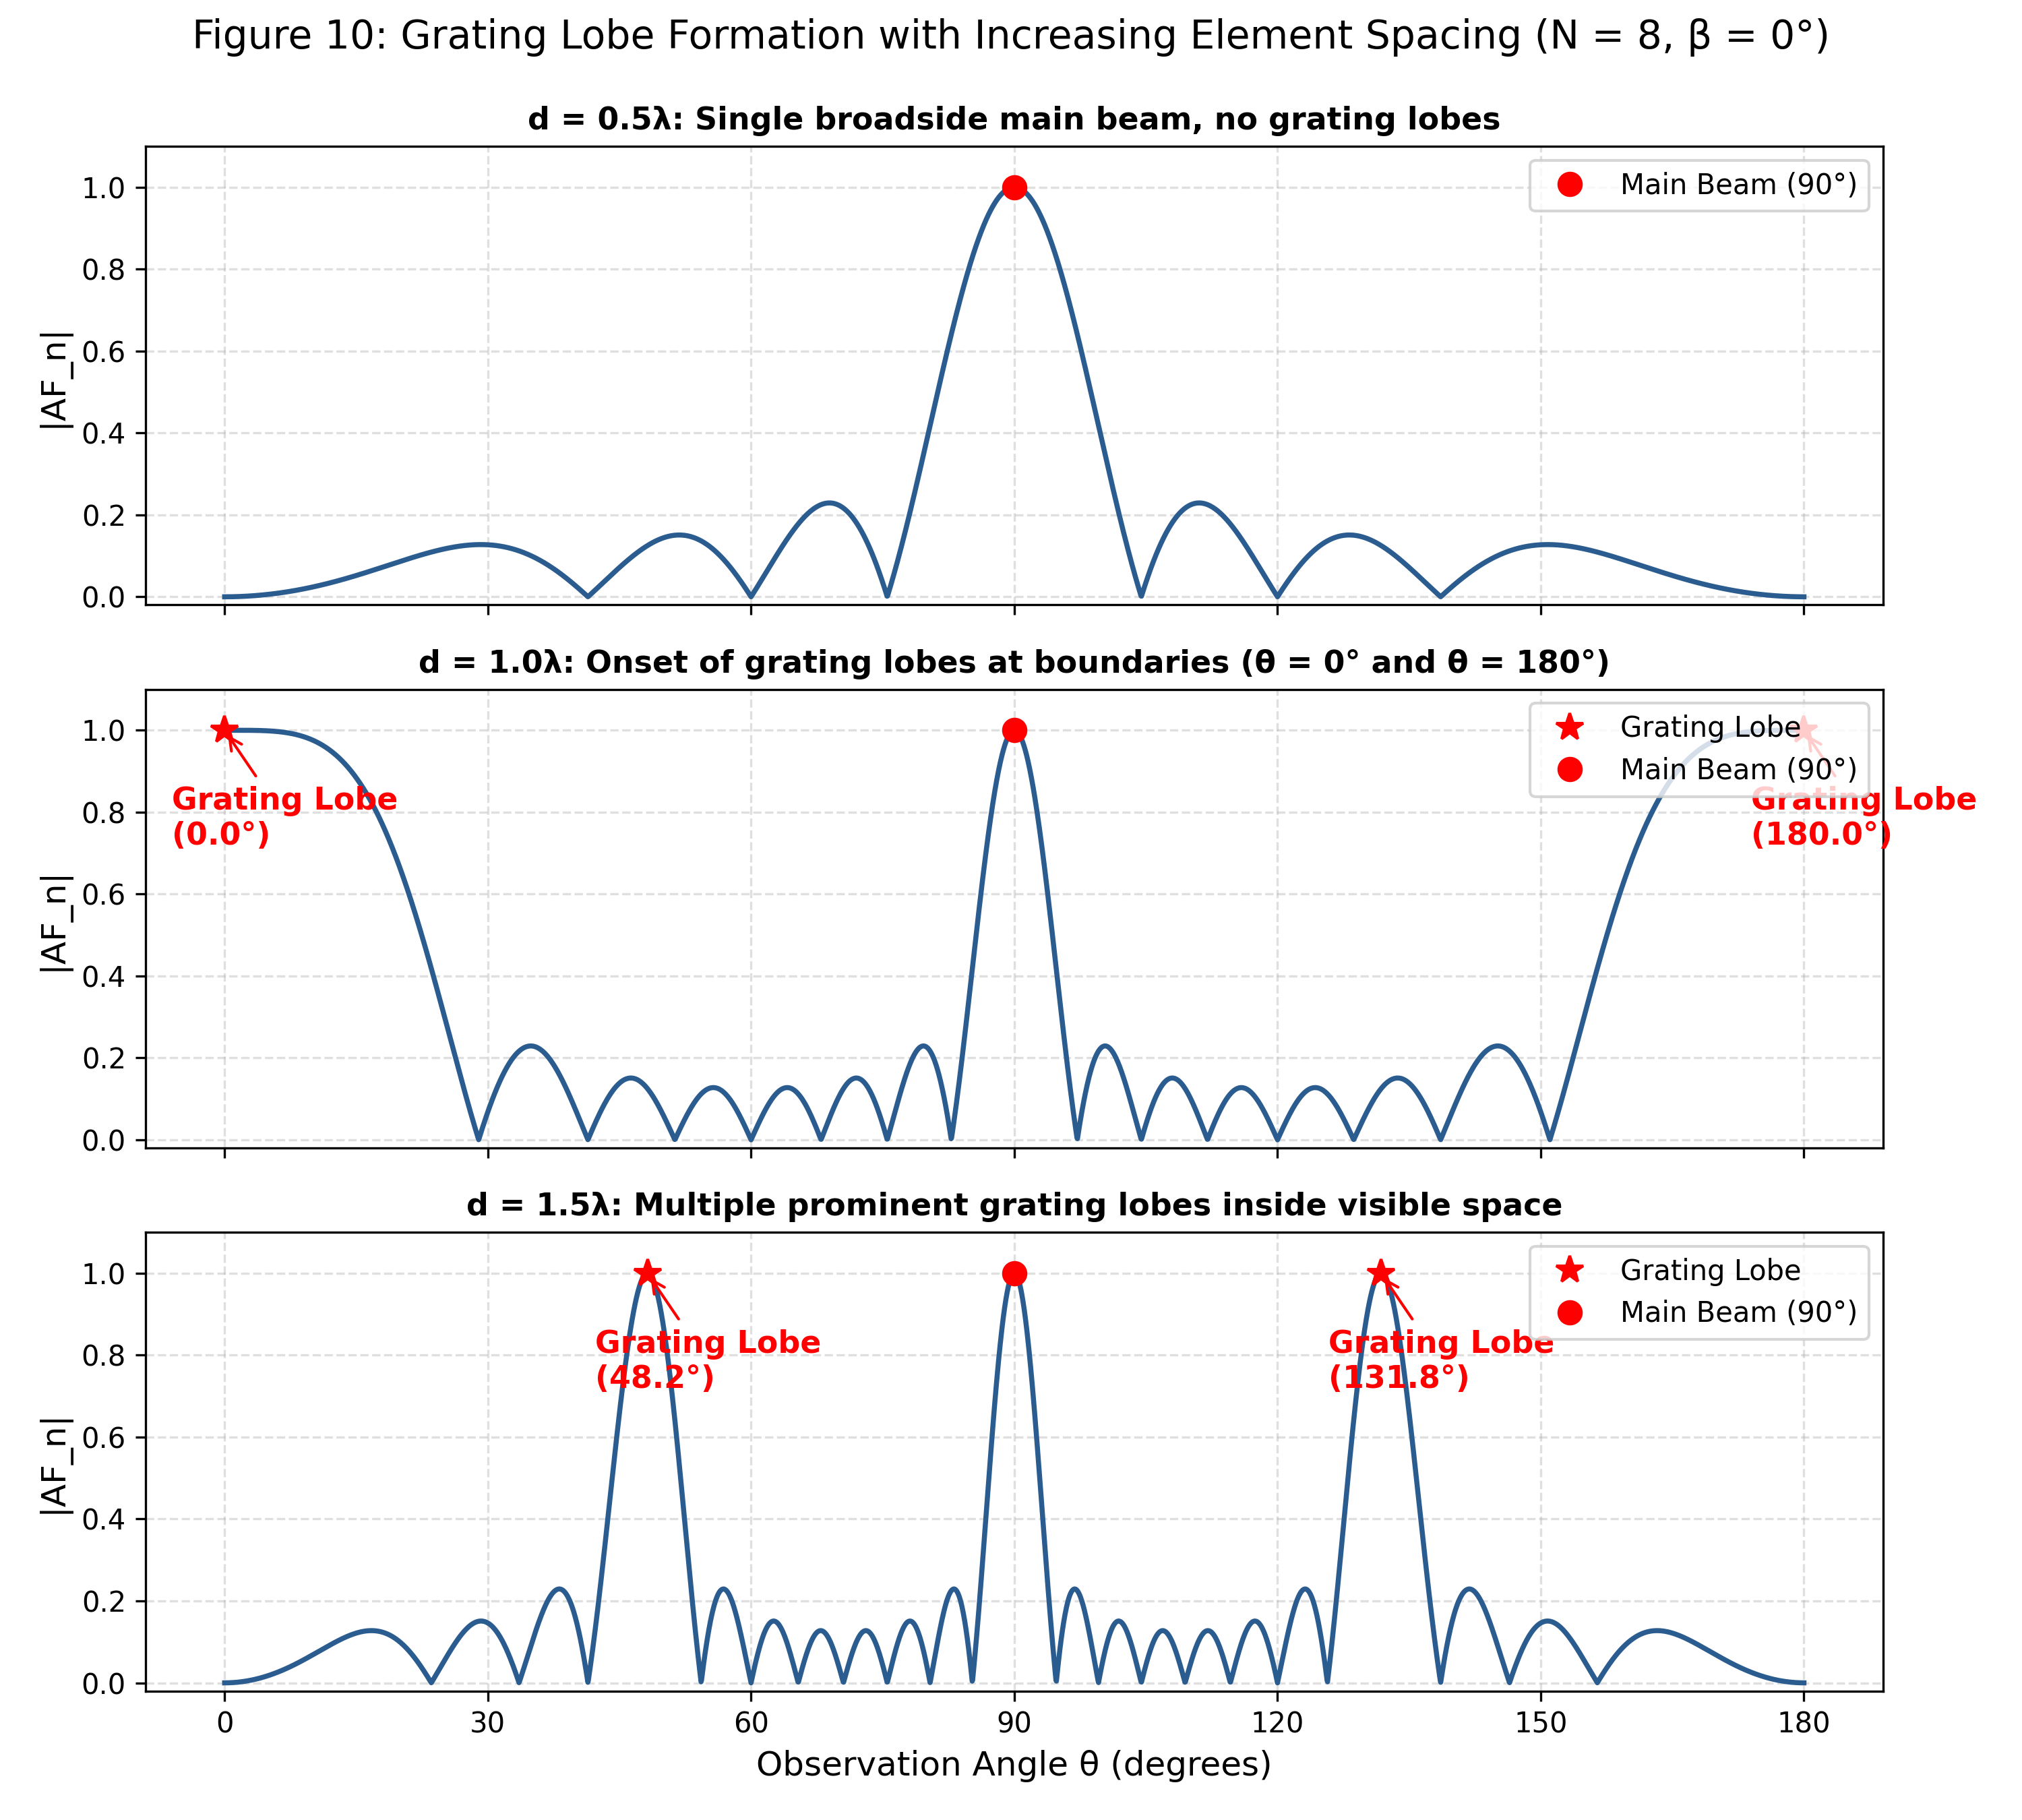 Figure 10: Grating Lobe Formation with Increasing Element Spacing (N = 8, β = 0°)
d = 0.5λ: Single broadside main beam, no grating lobes
|AF_n|
1.0
0.8
0.6
0.4
0.2
0.0
Main Beam (90°)
d = 1.0λ: Onset of grating lobes at boundaries (θ = 0° and θ = 180°)
|AF_n|
1.0
0.8
0.6
0.4
0.2
0.0
Grating Lobe
(0.0°)
Grating Lobe
Main Beam (90°)
Grating Lobe
(180.0°)
d = 1.5λ: Multiple prominent grating lobes inside visible space
|AF_n|
1.0
0.8
0.6
0.4
0.2
0.0
Grating Lobe
(48.2°)
Grating Lobe
(131.8°)
Grating Lobe
Main Beam (90°)
0 30 60 90 120 150 180
Observation Angle θ (degrees)